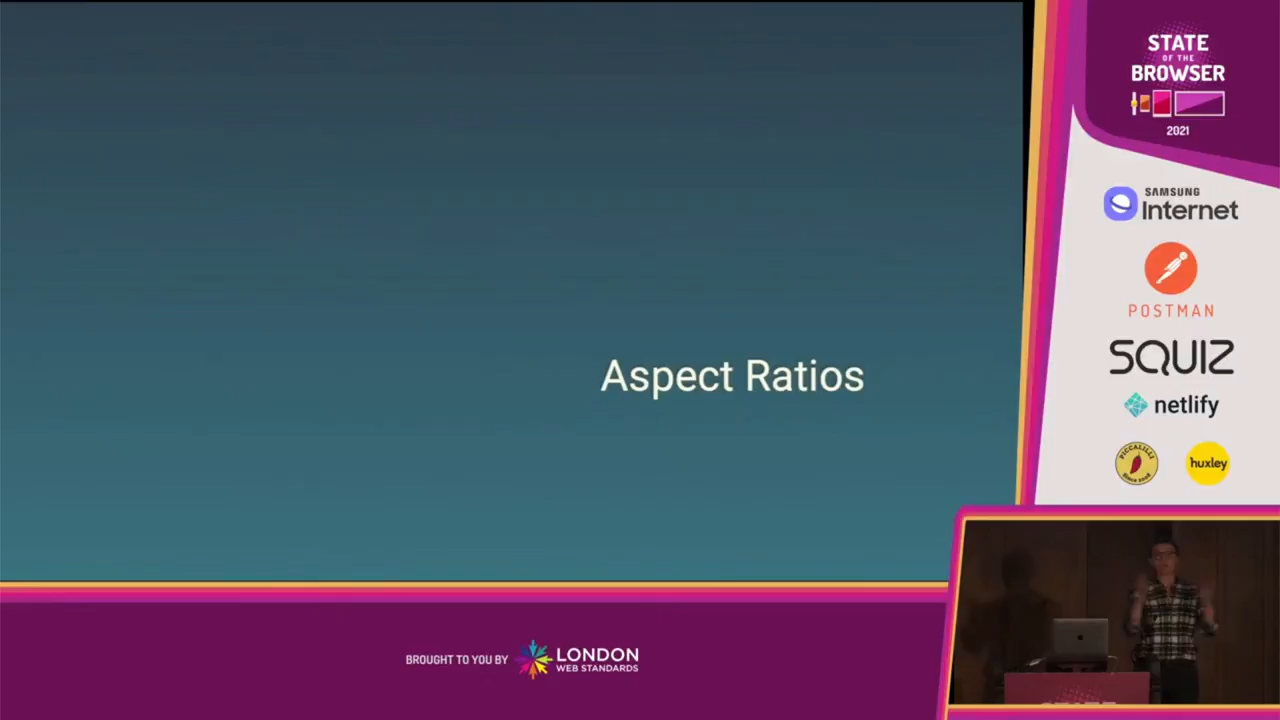 Aspect Ratios
STATE
OF THE
BROWSER
2021
SAMSUNG
Internet
POSTMAN
SQUIZ
netlify
PICCALILLI
huxley
BROUGHT TO YOU BY
LONDON
WEB STANDARDS